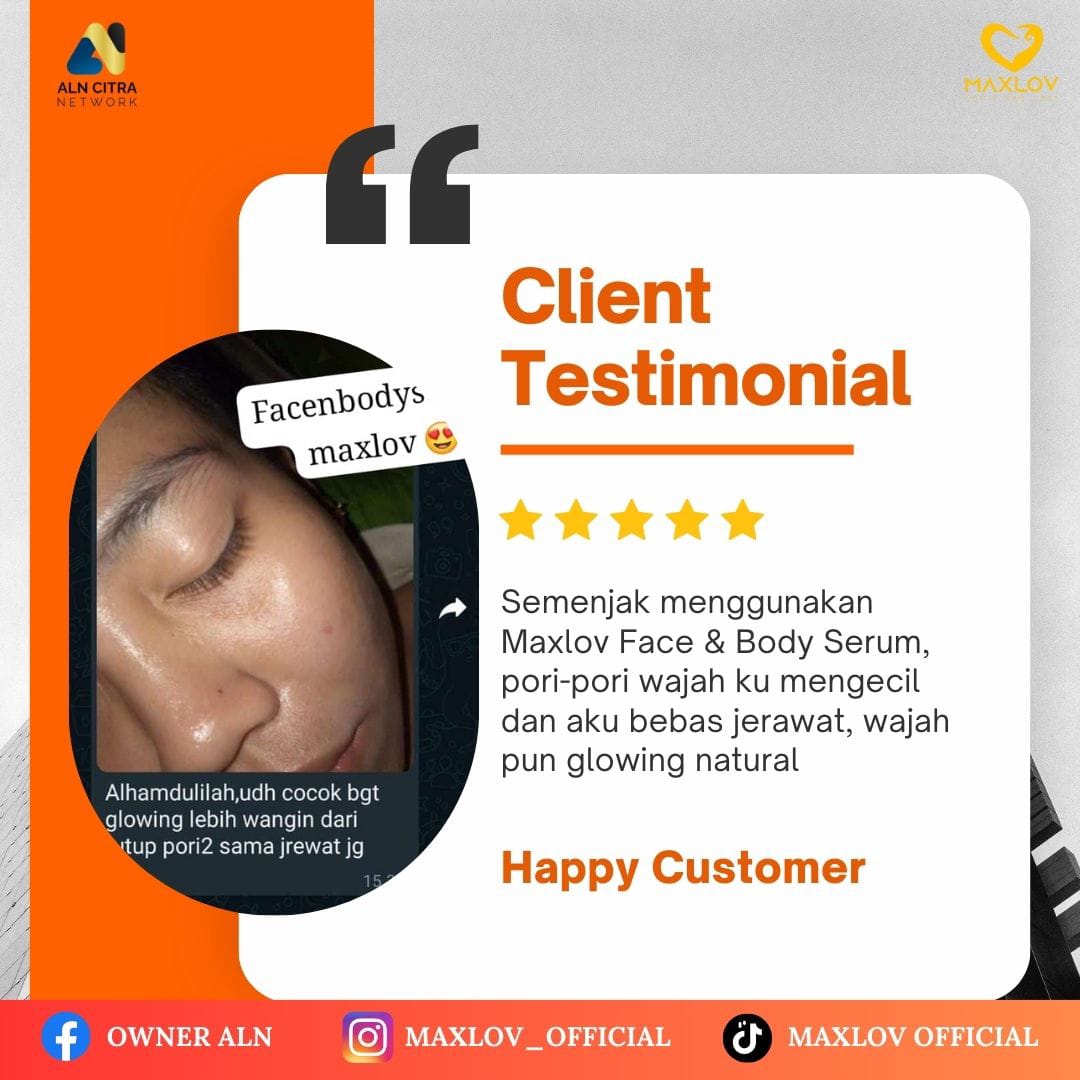 ALN CITRA
NETWORK
MAXLOV
Client
Testimonial
Facenbodys
maxlov 😍
Semenjak menggunakan
Maxlov Face & Body Serum,
pori-pori wajah ku mengecil
dan aku bebas jerawat, wajah
pun glowing natural
Alhamdulilah,udh cocok bgt
glowing lebih wangin dari
pori2 sama jrewat jg
Happy Customer
OWNER ALN
MAXLOV_OFFICIAL
MAXLOV OFFICIAL